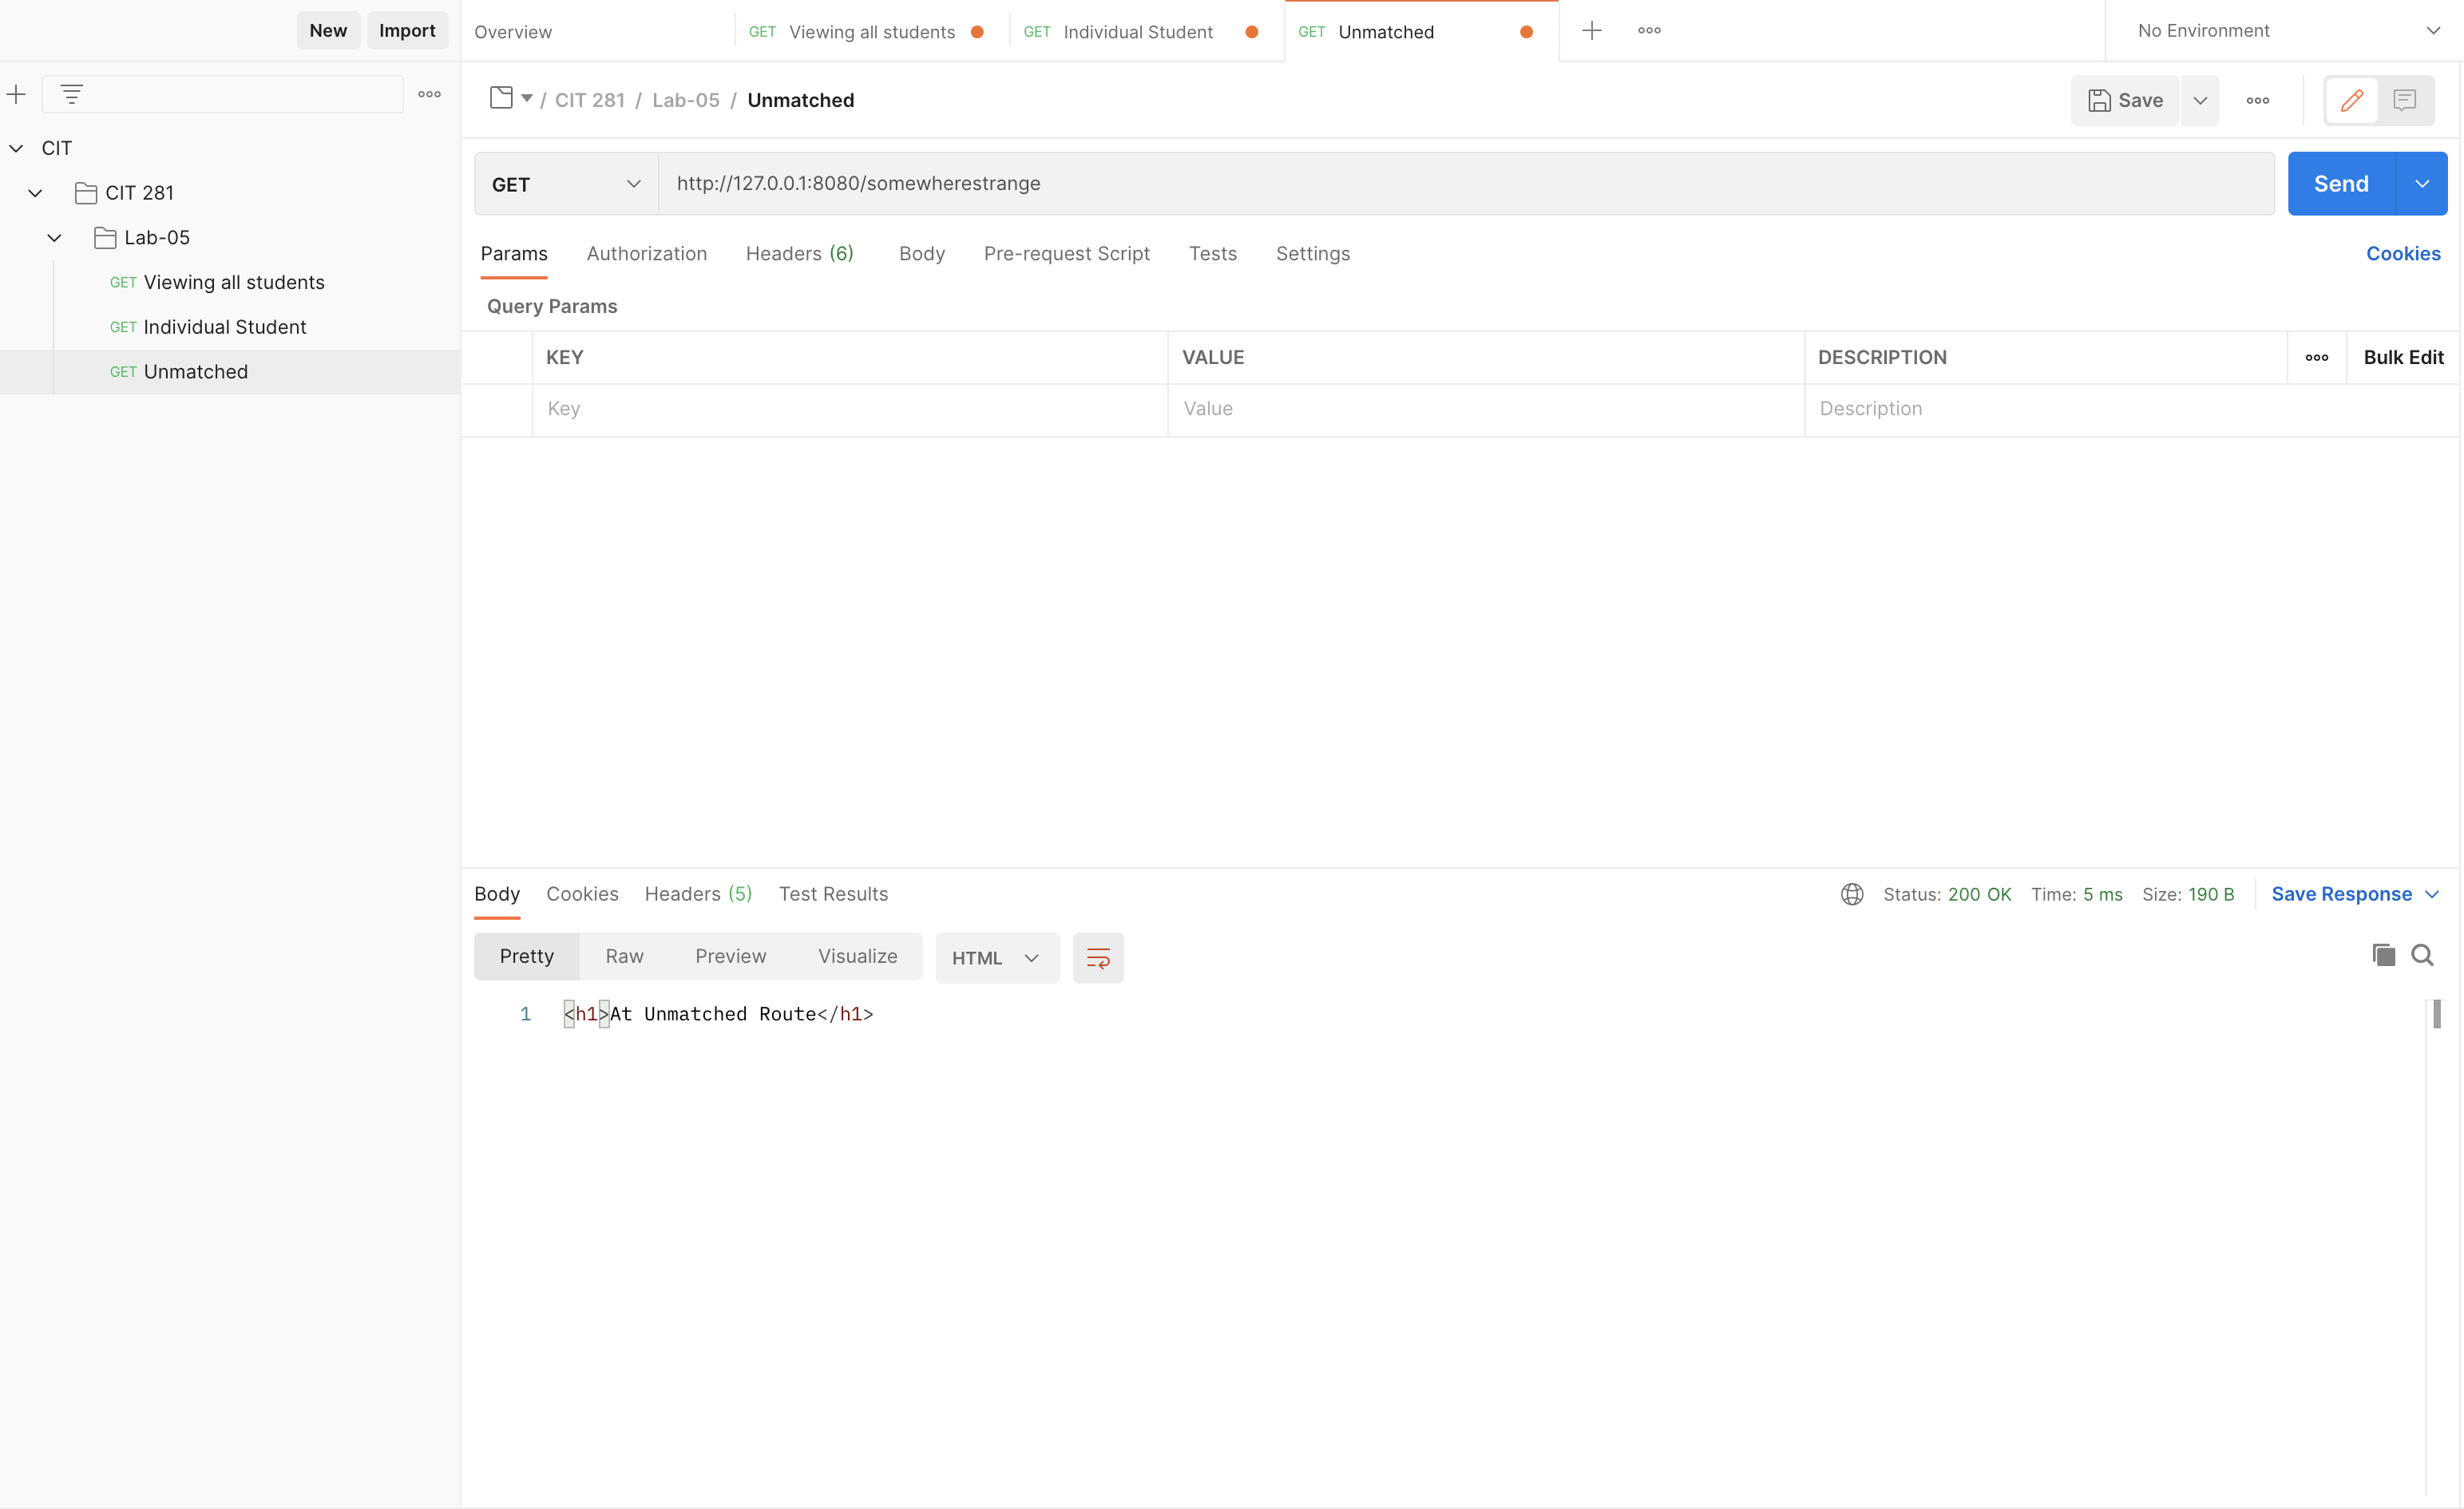 New Import
Overview GET Viewing all students GET Individual Student GET Unmatched No Environment
/ CIT 281 / Lab-05 / Unmatched Save
CIT
CIT 281
Lab-05
GET Viewing all students
GET Individual Student
GET Unmatched
GET http://127.0.0.1:8080/somewherestrange Send
Params Authorization Headers (6) Body Pre-request Script Tests Settings Cookies
Query Params
KEY VALUE DESCRIPTION Bulk Edit
Key Value Description
Body Cookies Headers (5) Test Results Status: 200 OK Time: 5 ms Size: 190 B Save Response
Pretty Raw Preview Visualize HTML
1 <h1>At Unmatched Route</h1>